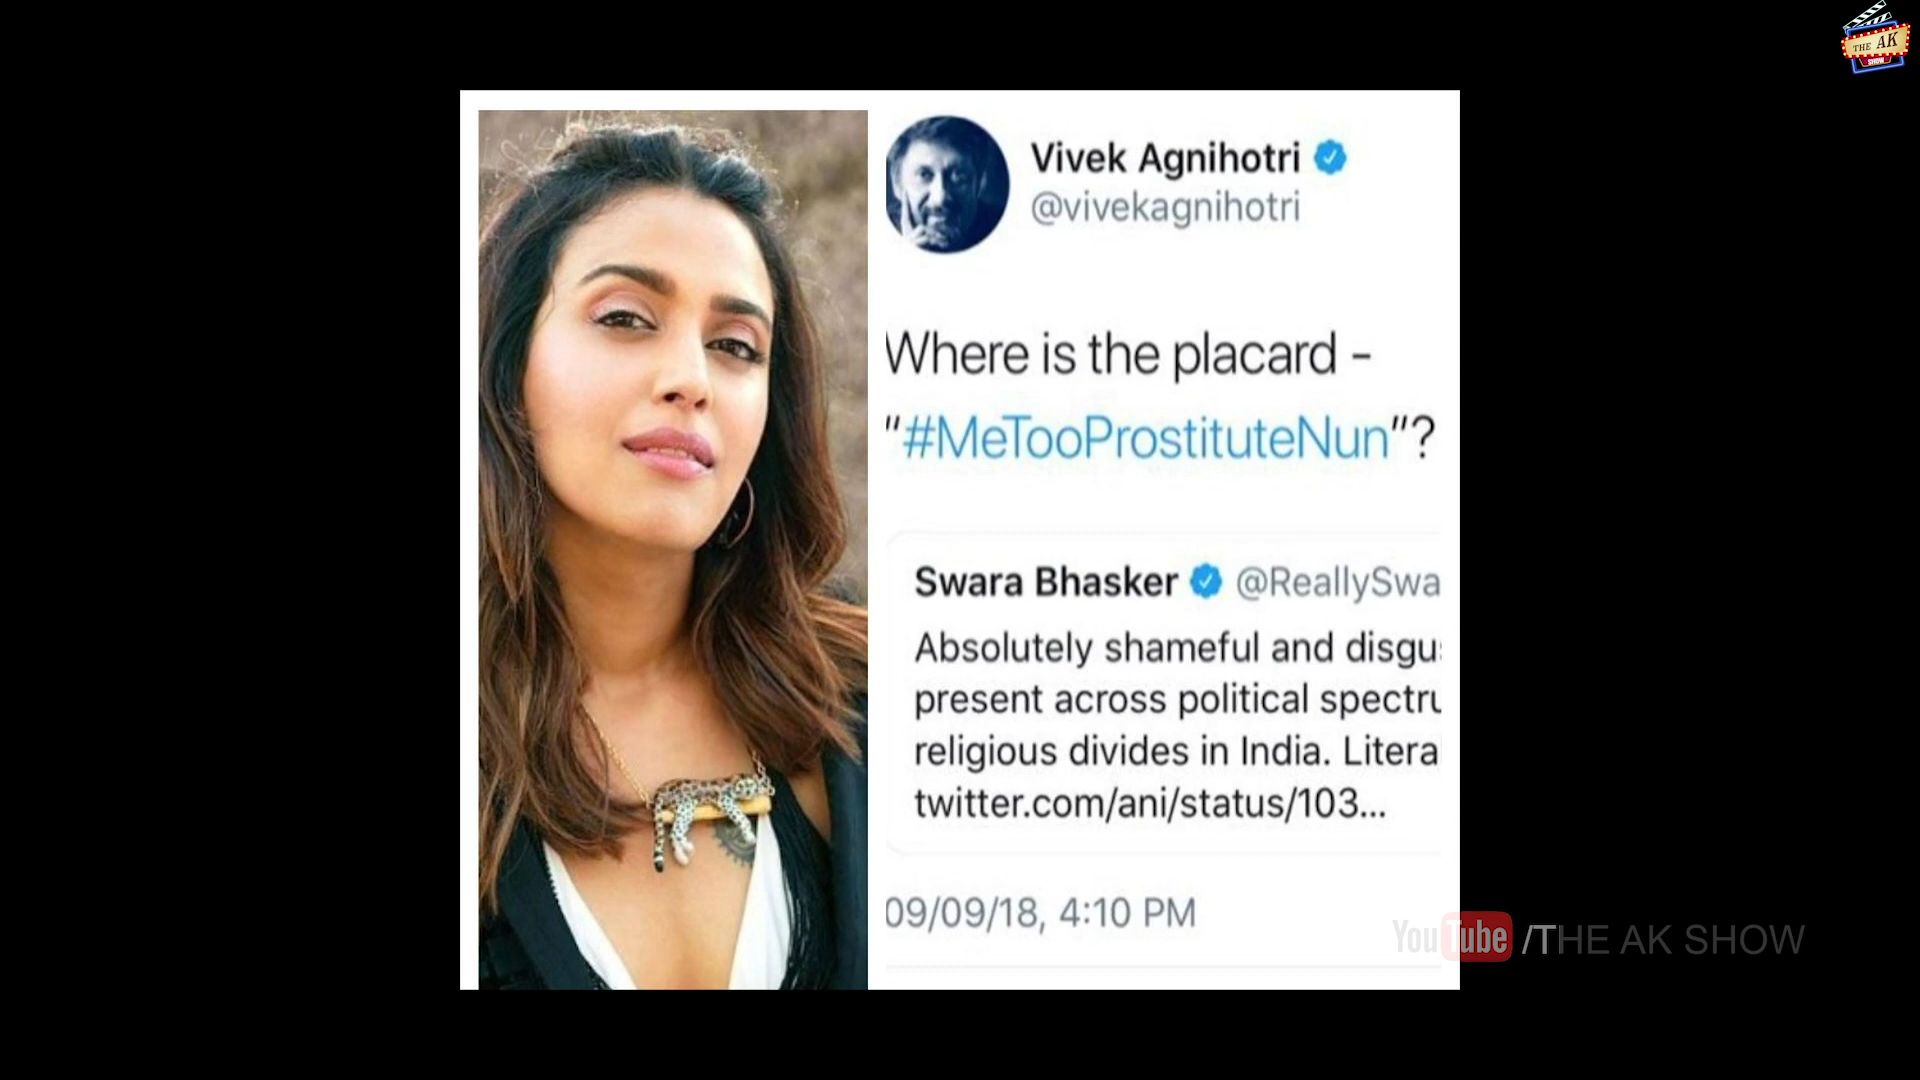 THE AK
SHOW
Vivek Agnihotri
@vivekagnihotri
Where is the placard -
"#MeTooProstituteNun"?
Swara Bhasker @ReallySwa
Absolutely shameful and disgu
present across political spectru
religious divides in India. Litera
twitter.com/ani/status/103...
09/09/18, 4:10 PM
YouTube /THE AK SHOW